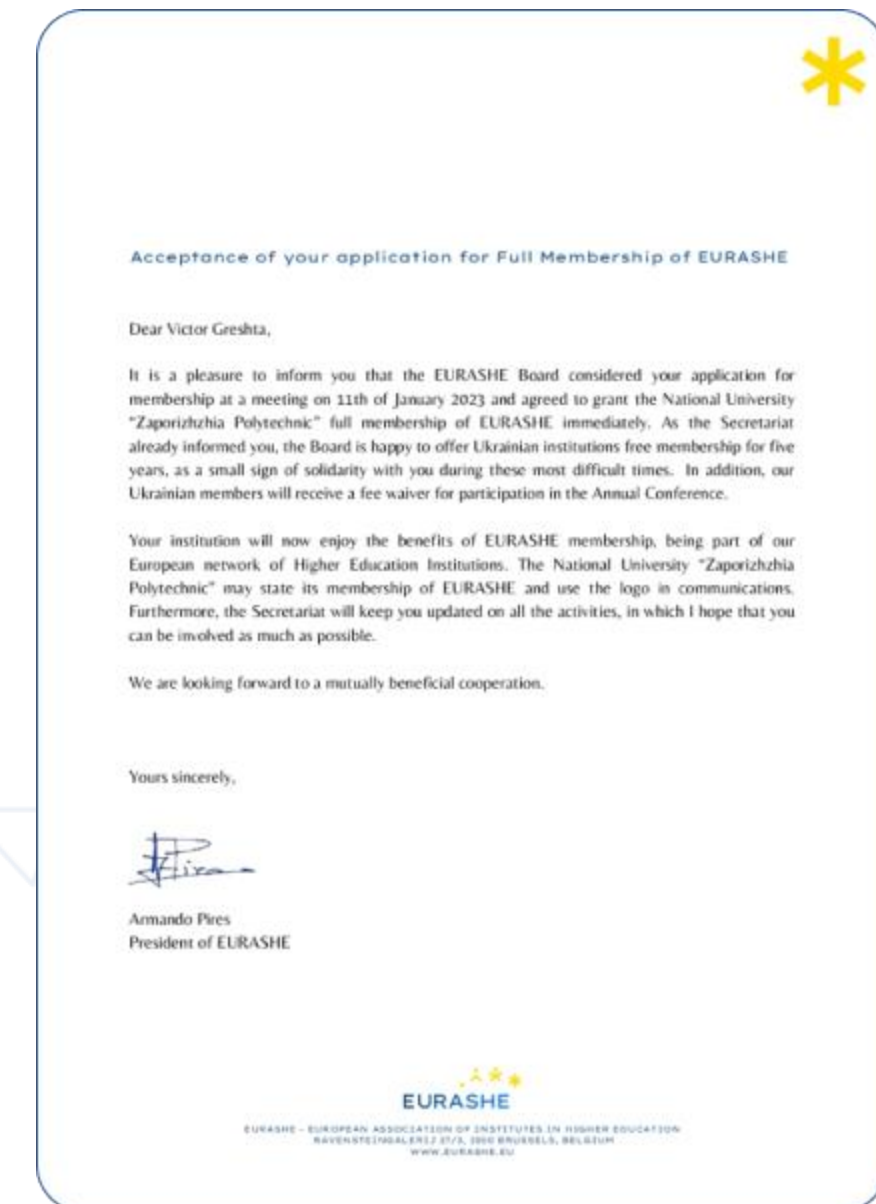 Acceptance of your application for Full Membership of EURASHE
Dear Victor Greshta,
It is a pleasure to inform you that the EURASHE Board considered your application for
membership at a meeting on 11th of January 2023 and agreed to grant the National University
"Zaporizhzhia Polytechnic" full membership of EURASHE immediately. As the Secretariat
already informed you, the Board is happy to offer Ukrainian institutions free membership for five
years, as a small sign of solidarity with you during these most difficult times. In addition, our
Ukrainian members will receive a fee waiver for participation in the Annual Conference.
Your institution will now enjoy the benefits of EURASHE membership, being part of our
European network of Higher Education Institutions. The National University "Zaporizhzhia
Polytechnic" may state its membership of EURASHE and use the logo in communications.
Furthermore, the Secretariat will keep you updated on all the activities, in which I hope that you
can be involved as much as possible.
We are looking forward to a mutually beneficial cooperation.
Yours sincerely,
Pires
Armando Pires
President of EURASHE
EURASHE
EURASHE - EUROPEAN ASSOCIATION OF INSTITUTES IN HIGHER EDUCATION
RAVENSTEINGALERIJ 27/3, 1000 BRUSSELS, BELGIUM
WWW.EURASHE.EU